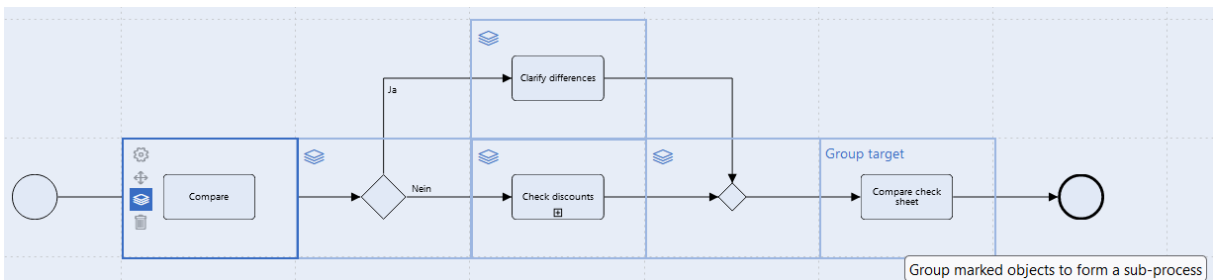 Clarify differences
Ja
Group target
Compare
Nein
Check discounts
Compare check
sheet
Group marked objects to form a sub-process